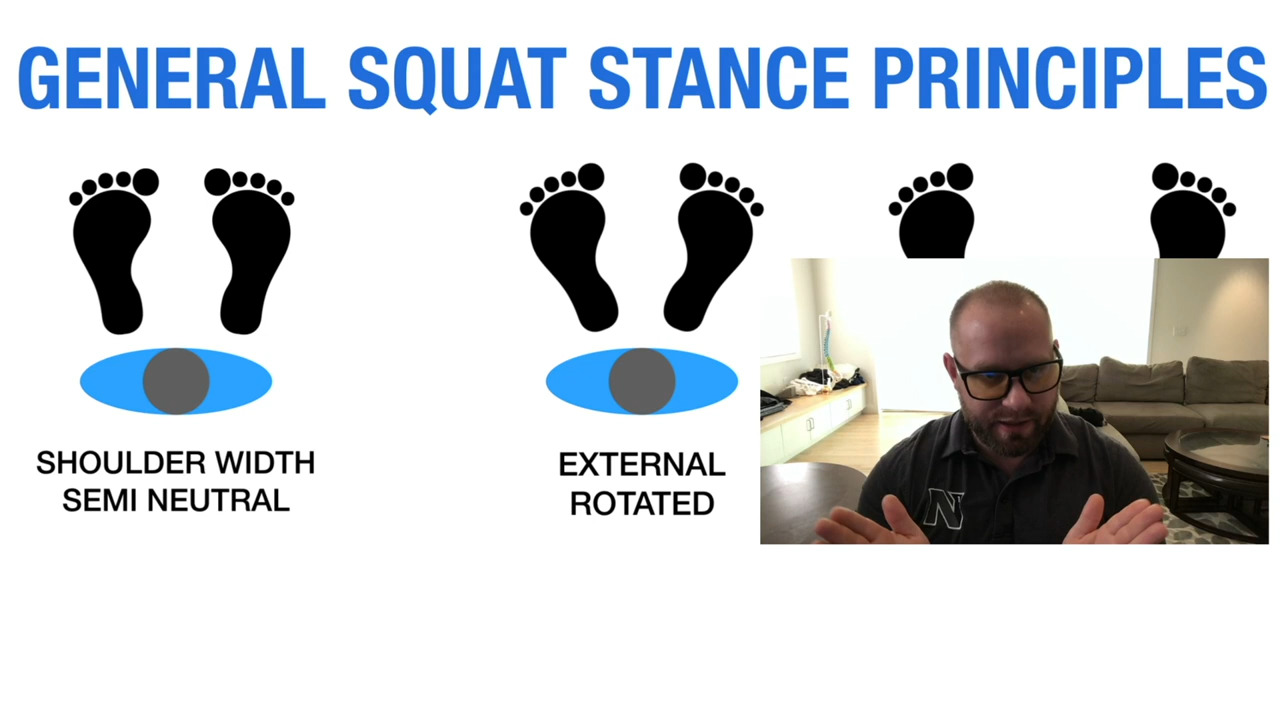 GENERAL SQUAT STANCE PRINCIPLES
SHOULDER WIDTH
SEMI NEUTRAL
EXTERNAL
ROTATED
N